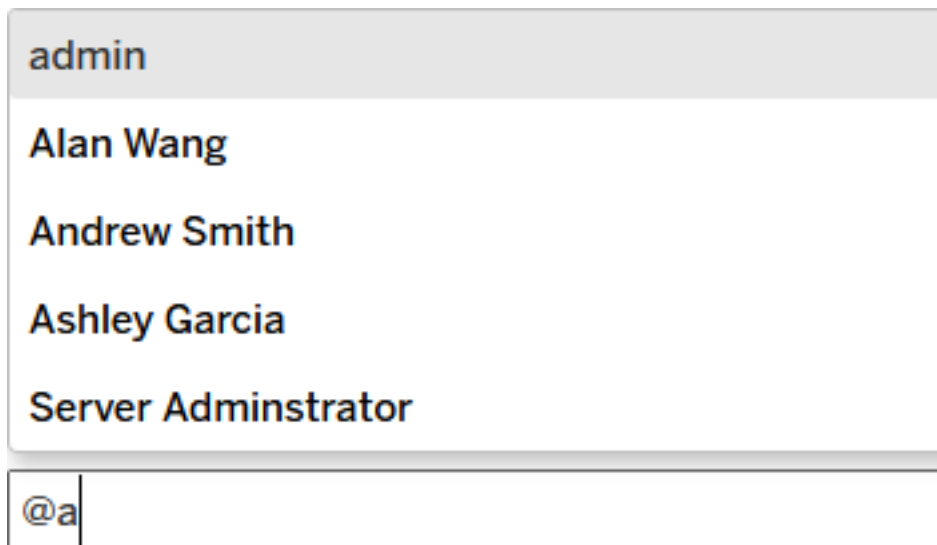 admin
Alan Wang
Andrew Smith
Ashley Garcia
Server Adminstrator
@a